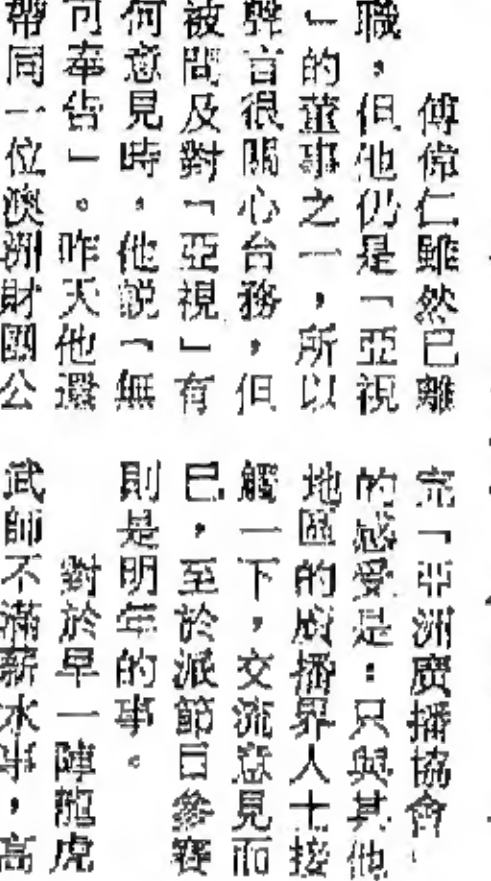 傅偉仁雖然已離
職，但他仍是「亞視
」的董事之一，所以
聲言很關心台務，但
被問及對「亞視」有
何意見時，他說「無
可奉告」。昨天他還
帶同一位澳洲財團公
完「亞洲廣播協會」
的感受是：只與其他
地區的廣播界人士接
觸一下，交流意見而
已，至於派節目參賽
則是明年的事。
對於早一陣龍虎
武師不滿薪水事，高